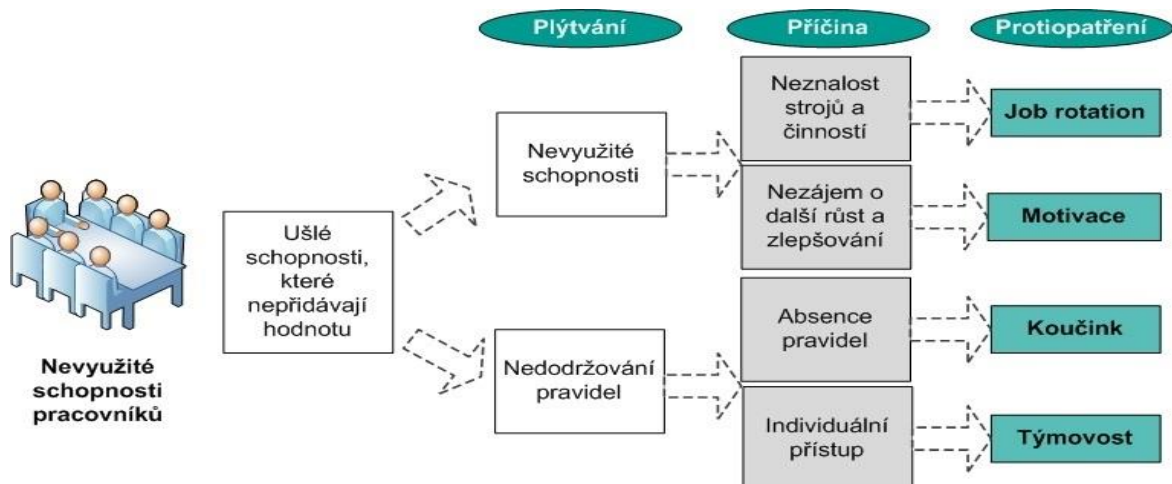 Plýtvání
Příčina
Protiopatření
Neznalost
strojů a
činností
Job rotation
Nevyužité
schopnosti
Nezájem o
další růst a
zlepšování
Motivace
Ušlé
schopnosti,
které
nepřidávají
hodnotu
Absence
pravidel
Koučink
Nevyužité
schopnosti
pracovníků
Nedodržování
pravidel
Individuální
přístup
Týmovost